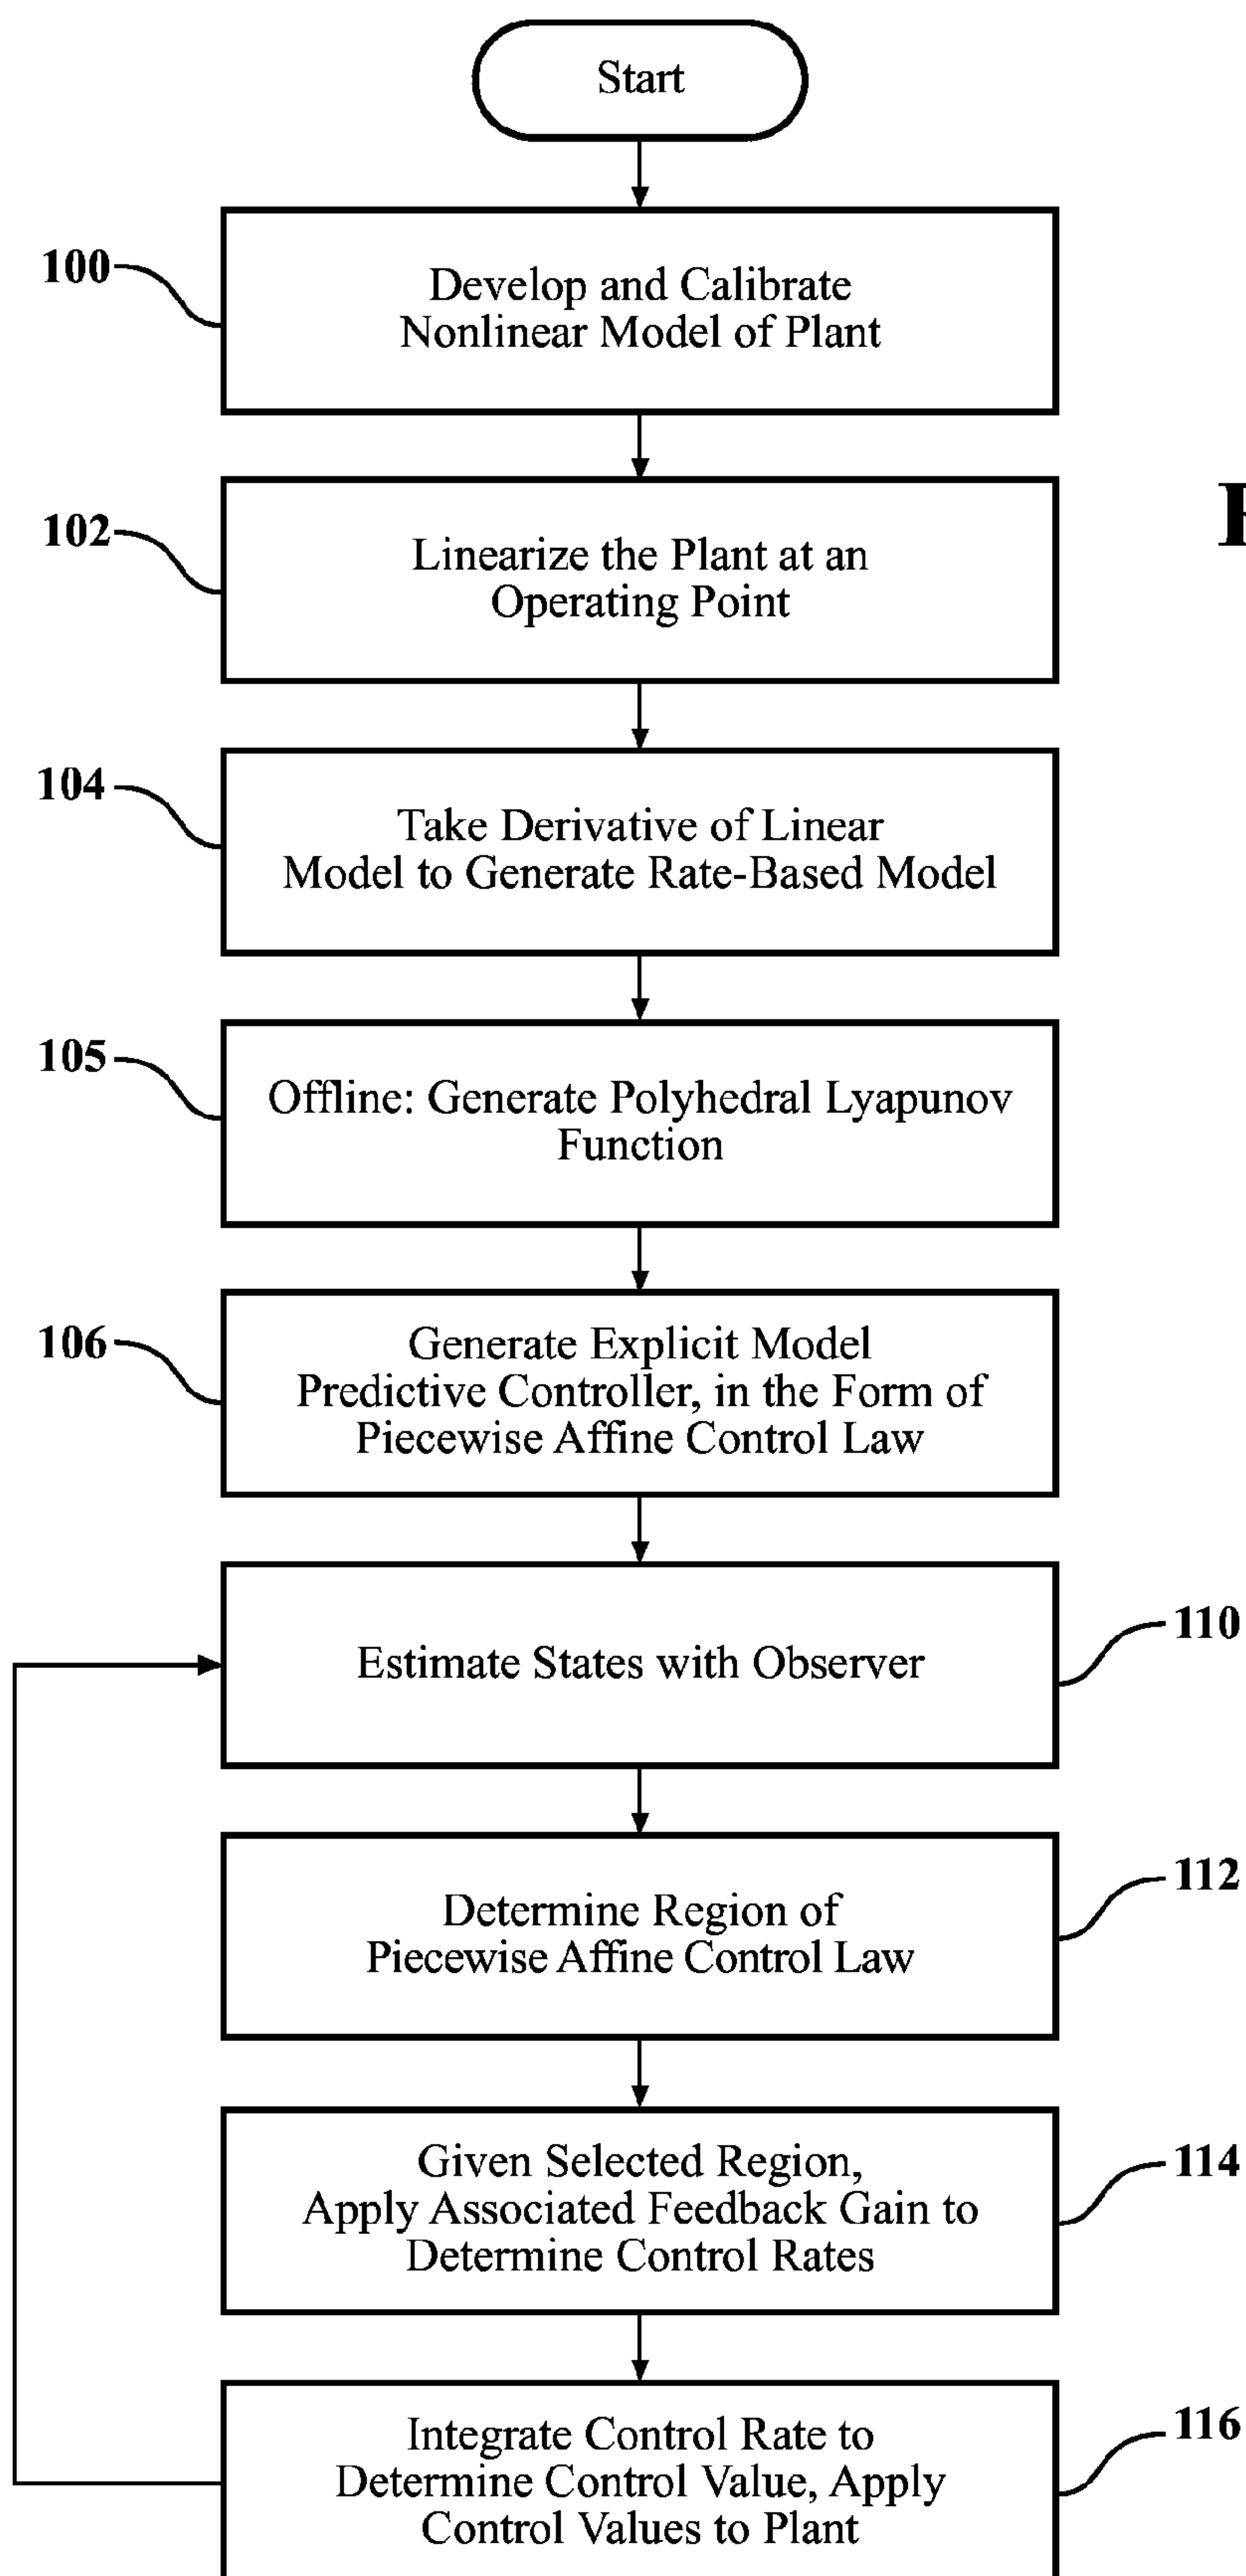 Start
100
Develop and Calibrate
Nonlinear Model of Plant
102
Linearize the Plant at an
Operating Point
104
Take Derivative of Linear
Model to Generate Rate-Based Model
105
Offline: Generate Polyhedral Lyapunov
Function
106
Generate Explicit Model
Predictive Controller, in the Form of
Piecewise Affine Control Law
110
Estimate States with Observer
112
Determine Region of
Piecewise Affine Control Law
114
Given Selected Region,
Apply Associated Feedback Gain to
Determine Control Rates
116
Integrate Control Rate to
Determine Control Value, Apply
Control Values to Plant